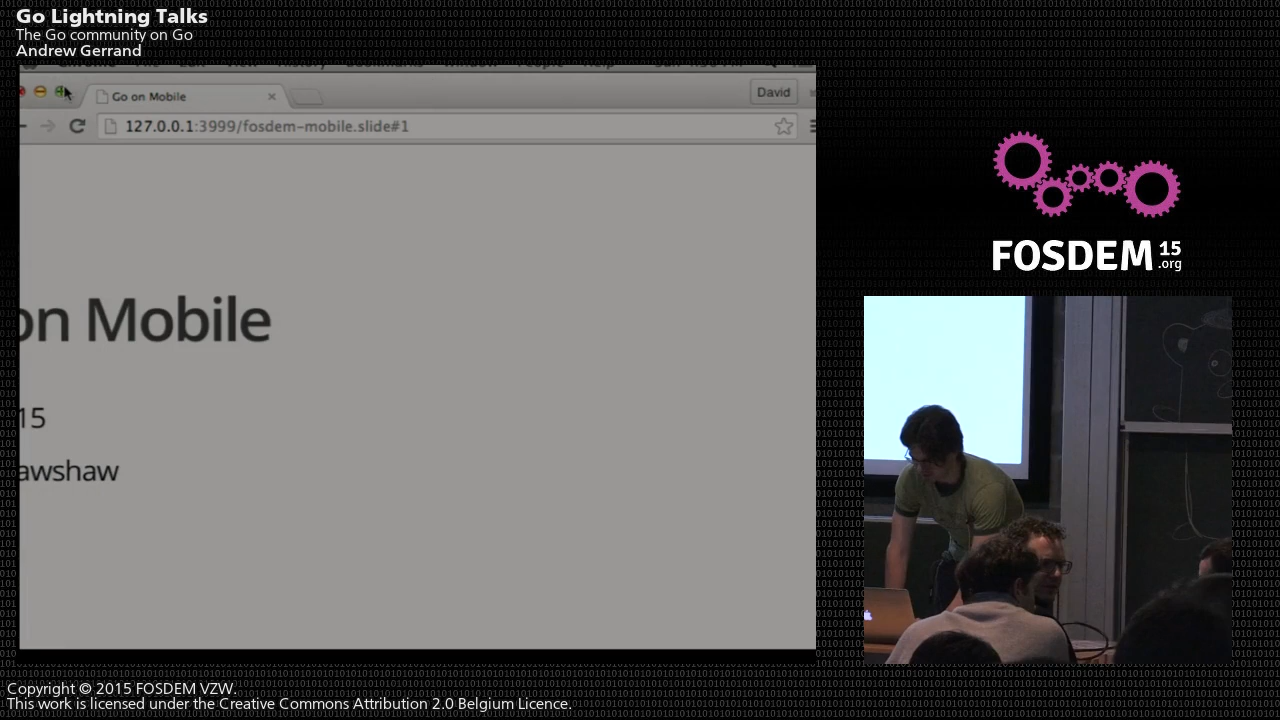 Go Lightning Talks
The Go community on Go
Andrew Gerrand
Go on Mobile
David
127.0.0.1:3999/fosdem-mobile.slide#1
on Mobile
15
awshaw
FOSDEM 15
.org
Copyright © 2015 FOSDEM VZW.
This work is licensed under the Creative Commons Attribution 2.0 Belgium Licence.